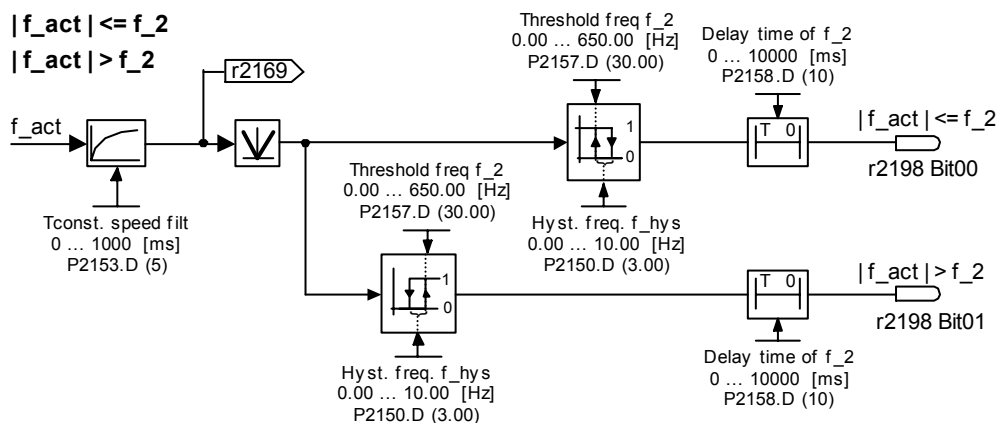 | f_act | <= f_2
| f_act | > f_2
r2169
f_act
Tconst. speed filt
0 ... 1000 [ms]
P2153.D (5)
Threshold freq f_2
0.00 ... 650.00 [Hz]
P2157.D (30.00)
1
0
Hyst. freq. f_hys
0.00 ... 10.00 [Hz]
P2150.D (3.00)
Delay time of f_2
0 ... 10000 [ms]
P2158.D (10)
T 0
| f_act | <= f_2
r2198 Bit00
Threshold freq f_2
0.00 ... 650.00 [Hz]
P2157.D (30.00)
1
0
Hyst. freq. f_hys
0.00 ... 10.00 [Hz]
P2150.D (3.00)
T 0
| f_act | > f_2
r2198 Bit01
Delay time of f_2
0 ... 10000 [ms]
P2158.D (10)